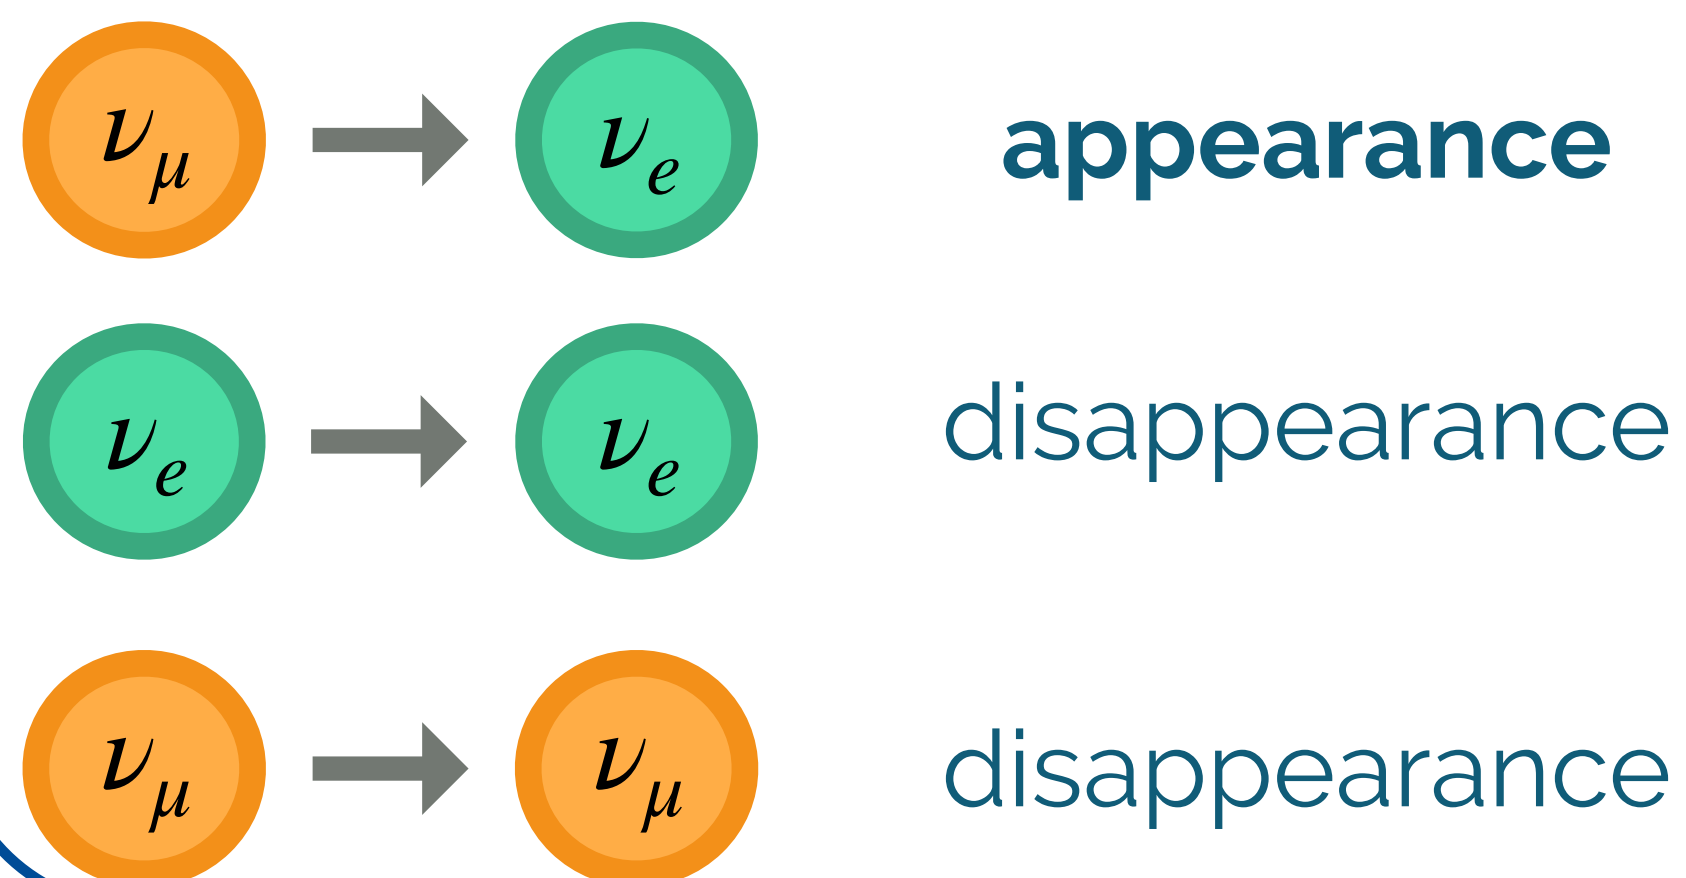 ν_μ ν_e appearance
ν_e ν_e disappearance
ν_μ ν_μ disappearance